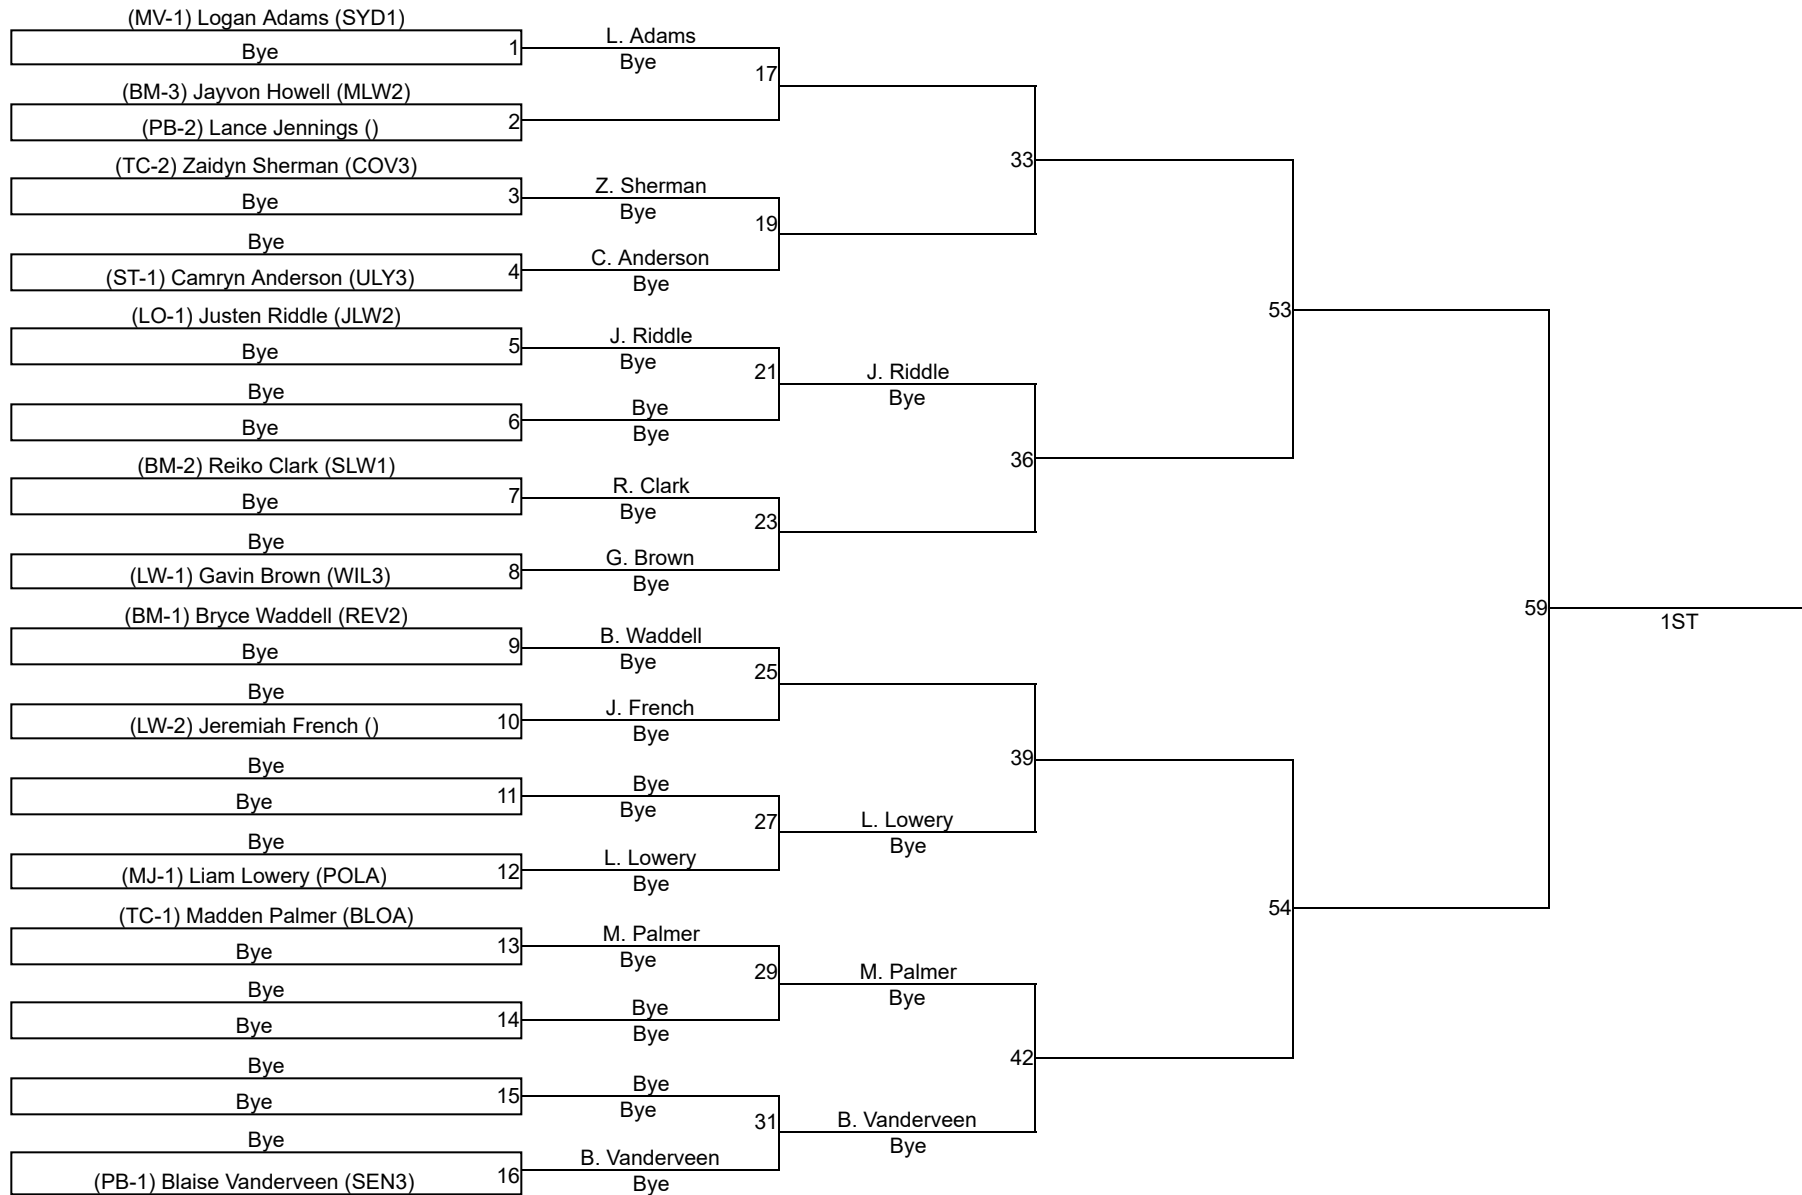 (MV-1) Logan Adams (SYD1)
Bye
1
(BM-3) Jayvon Howell (MLW2)
(PB-2) Lance Jennings ()
2
(TC-2) Zaidyn Sherman (COV3)
Bye
3
Bye
(ST-1) Camryn Anderson (ULY3)
4
(LO-1) Justen Riddle (JLW2)
Bye
5
Bye
Bye
6
(BM-2) Reiko Clark (SLW1)
Bye
7
Bye
(LW-1) Gavin Brown (WIL3)
8
(BM-1) Bryce Waddell (REV2)
Bye
9
Bye
(LW-2) Jeremiah French ()
10
Bye
Bye
11
Bye
(MJ-1) Liam Lowery (POLA)
12
(TC-1) Madden Palmer (BLOA)
Bye
13
Bye
Bye
14
Bye
Bye
15
Bye
(PB-1) Blaise Vanderveen (SEN3)
16
L. Adams
Bye
17
Z. Sherman
Bye
19
C. Anderson
Bye
J. Riddle
Bye
21
Bye
Bye
R. Clark
Bye
23
G. Brown
Bye
B. Waddell
Bye
25
J. French
Bye
Bye
Bye
27
L. Lowery
Bye
M. Palmer
Bye
29
Bye
Bye
Bye
Bye
31
B. Vanderveen
Bye
33
J. Riddle
Bye
36
39
L. Lowery
Bye
M. Palmer
Bye
42
B. Vanderveen
Bye
53
54
59
1ST